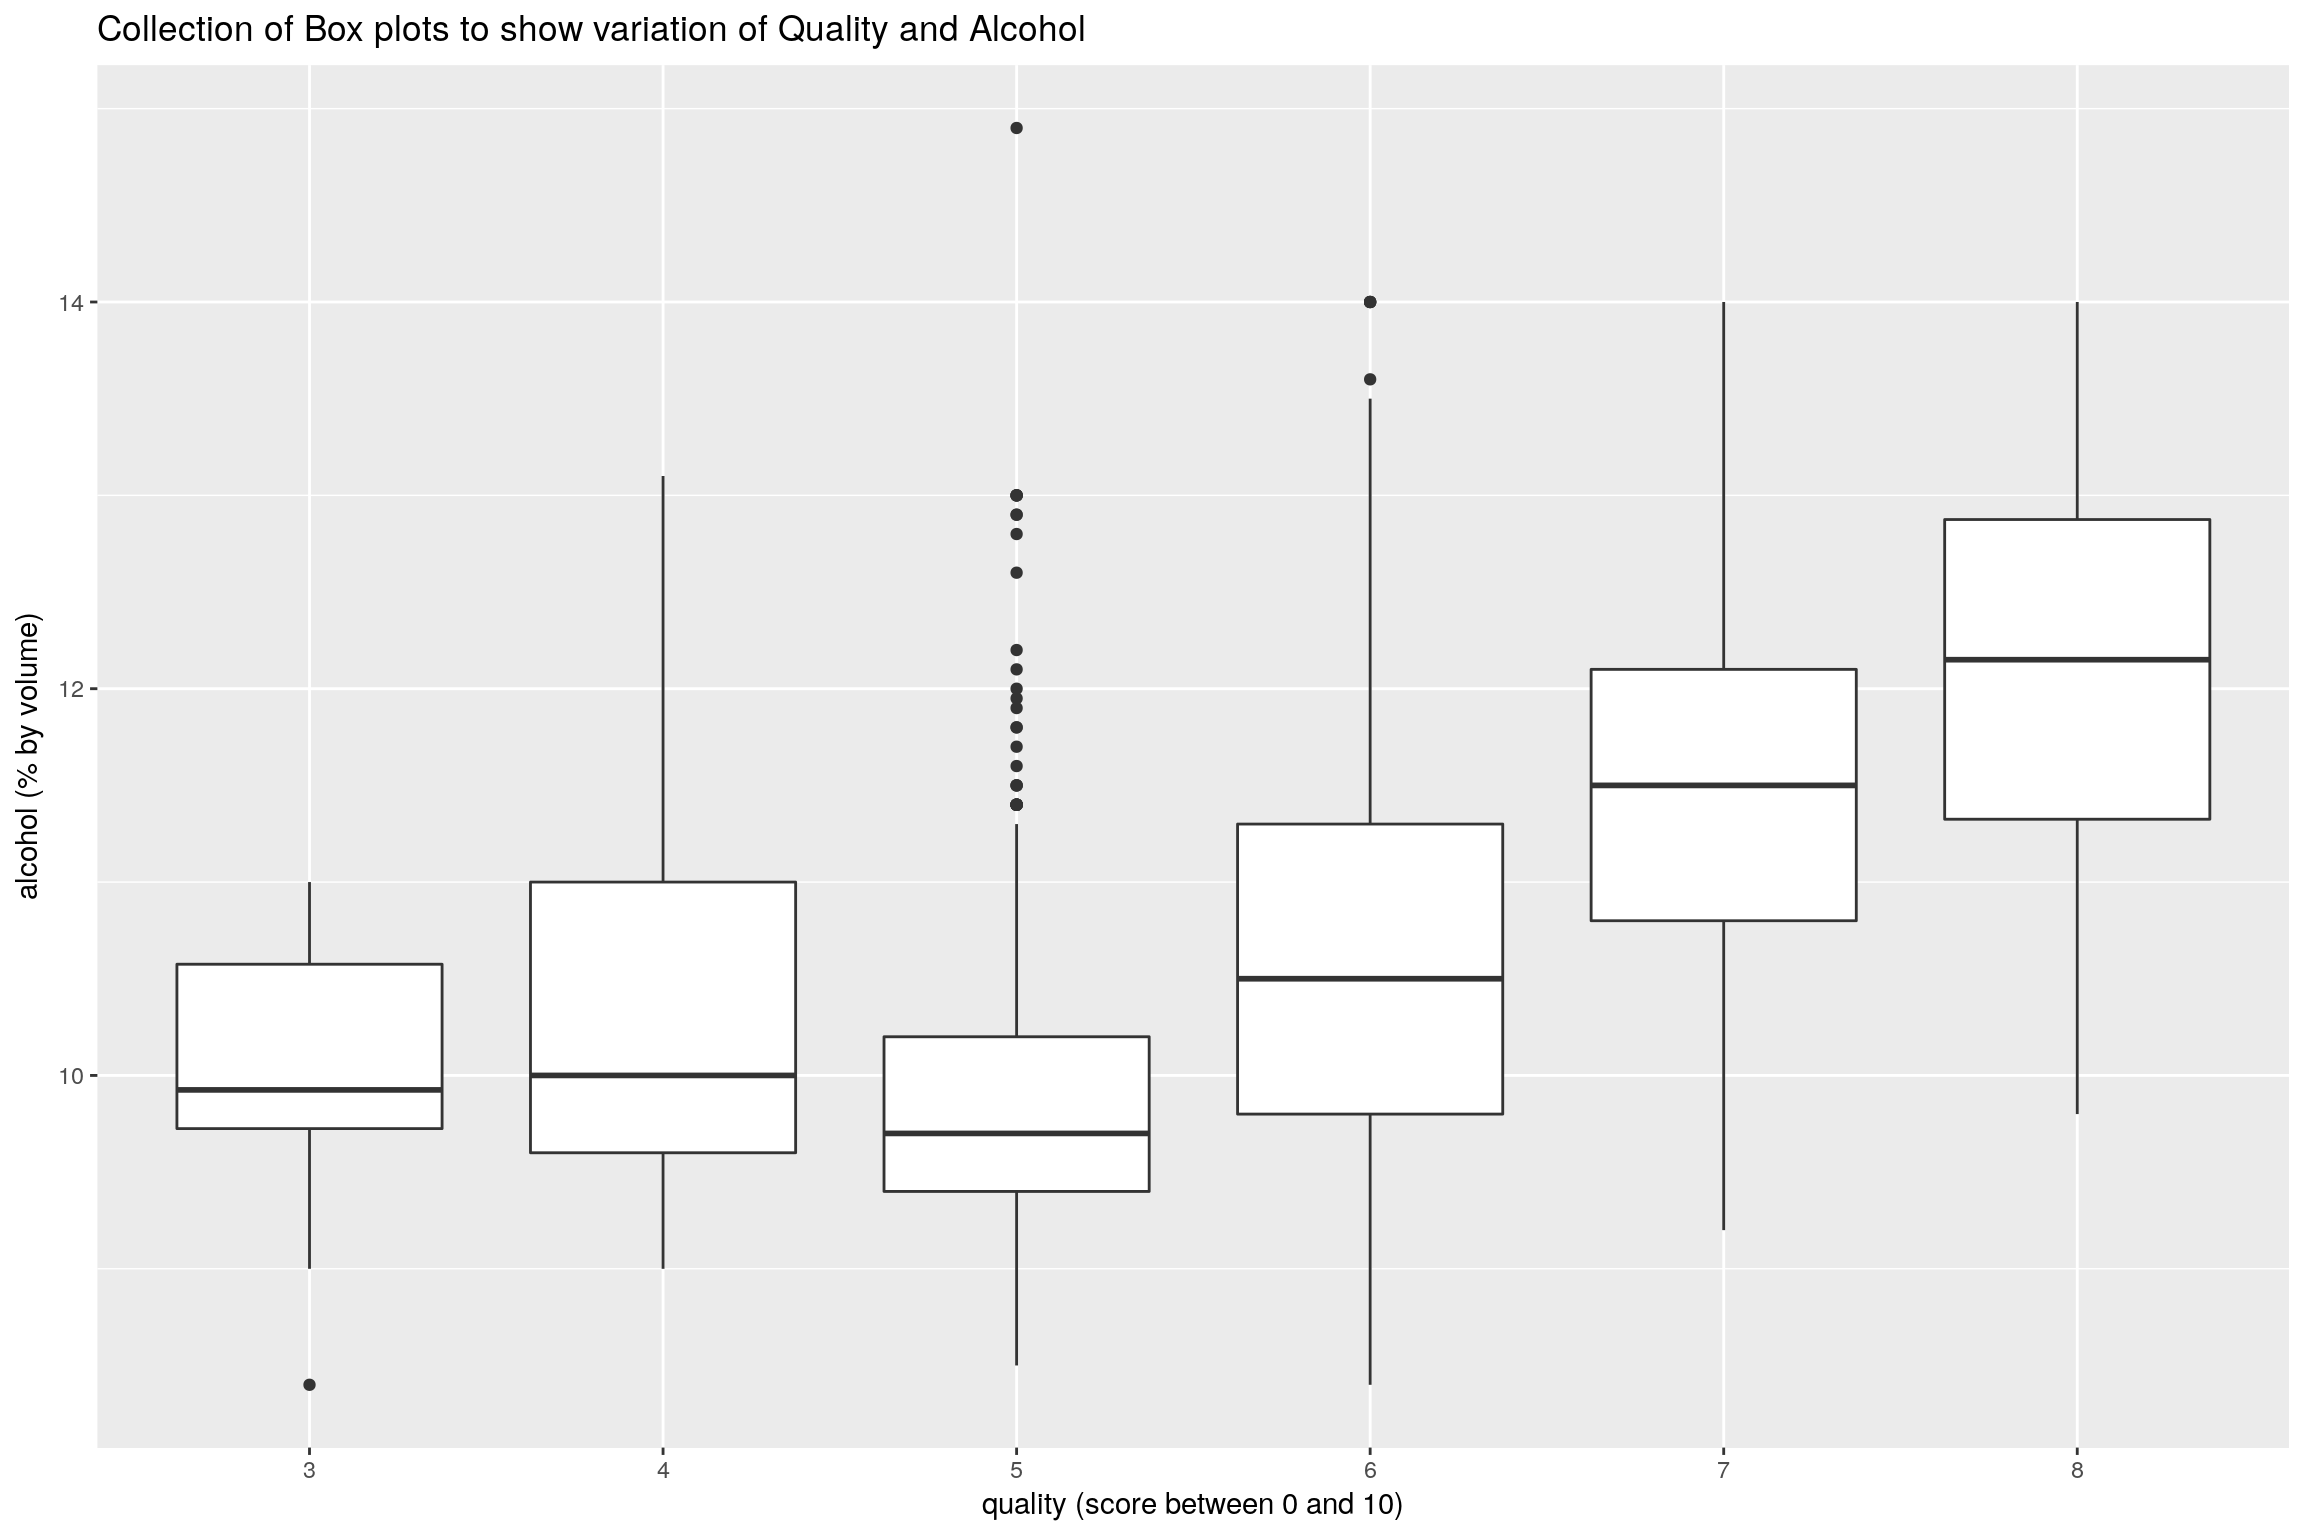 Collection of Box plots to show variation of Quality and Alcohol
14
12
10
alcohol (% by volume)
3 4 5 6 7 8
quality (score between 0 and 10)